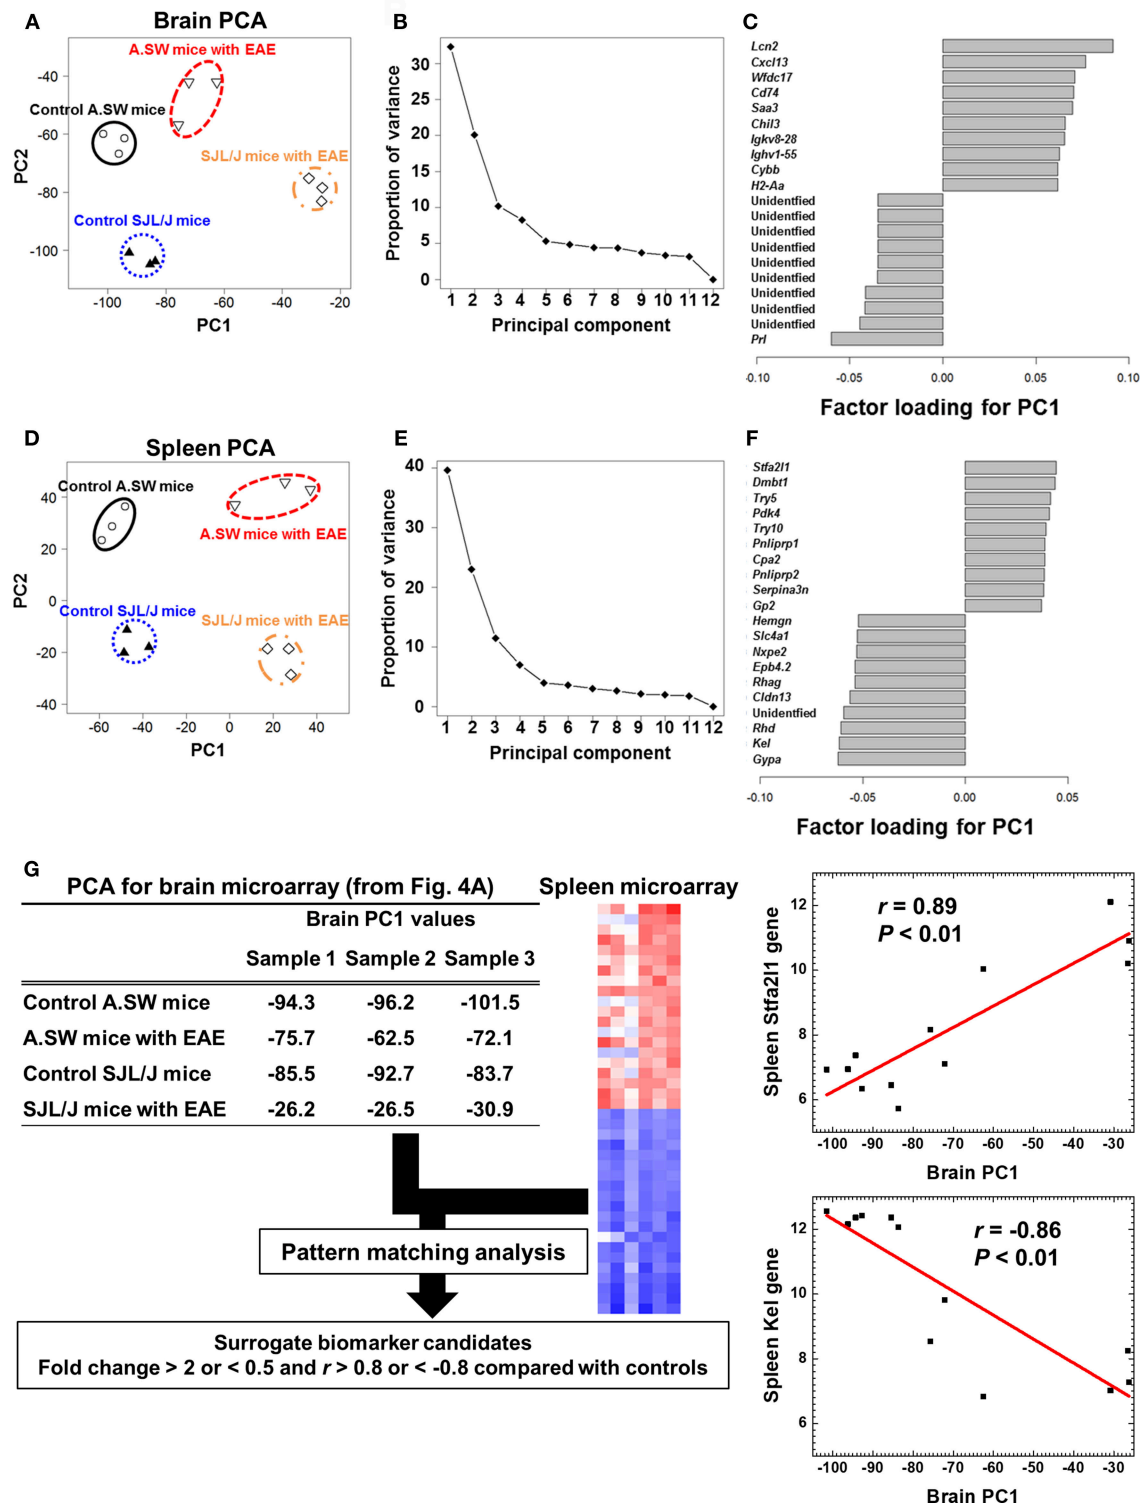 A
Brain PCA
A.SW mice with EAE
Control A.SW mice
SJL/J mice with EAE
Control SJL/J mice
-40
-60
-80
-100
PC2
-100
-80
-60
-40
-20
PC1
B
Proportion of variance
30
25
20
15
10
5
0
1 2 3 4 5 6 7 8 9 10 11 12
Principal component
C
Lcn2
Cxcl13
Wfdc17
Cd74
Saa3
Chil3
Igkv8-28
Ighv1-55
Cybb
H2-Aa
Unidentfied
Unidentfied
Unidentfied
Unidentfied
Unidentfied
Unidentfied
Unidentfied
Unidentfied
Unidentfied
Prl
-0.10
-0.05
0.00
0.05
0.10
Factor loading for PC1
D
Spleen PCA
Control A.SW mice
A.SW mice with EAE
Control SJL/J mice
SJL/J mice with EAE
40
20
0
-20
-40
PC2
-60
-40
-20
0
20
40
PC1
E
Proportion of variance
40
30
20
10
0
1 2 3 4 5 6 7 8 9 10 11 12
Principal component
F
Stfa2l1
Dmbt1
Try5
Pdk4
Try10
Pnliprp1
Cpa2
Pnliprp2
Serpina3n
Gp2
Hemgn
Slc4a1
Nxpe2
Epb4.2
Rhag
Cldn13
Unidentfied
Rhd
Kel
Gypa
-0.10
-0.05
0.00
0.05
Factor loading for PC1
G
PCA for brain microarray (from Fig. 4A)
Brain PC1 values
Sample 1 Sample 2 Sample 3
Control A.SW mice -94.3 -96.2 -101.5
A.SW mice with EAE -75.7 -62.5 -72.1
Control SJL/J mice -85.5 -92.7 -83.7
SJL/J mice with EAE -26.2 -26.5 -30.9
Spleen microarray
Pattern matching analysis
Surrogate biomarker candidates
Fold change > 2 or < 0.5 and r > 0.8 or < -0.8 compared with controls
Spleen Stfa2l1 gene
12
10
8
6
r = 0.89
P < 0.01
-100 -90 -80 -70 -60 -50 -40 -30
Brain PC1
Spleen Kel gene
12
10
8
6
r = -0.86
P < 0.01
-100 -90 -80 -70 -60 -50 -40 -30
Brain PC1